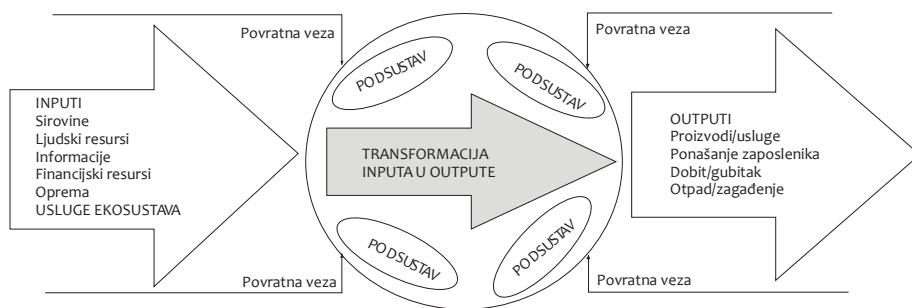 Povratna veza
Povratna veza
PODSUSTAV
PODSUSTAV
INPUTI
Sirovine
Ljudski resursi
Informacije
Financijski resursi
Oprema
USLUGE EKOSUSTAVA
TRANSFORMACIJA
INPUTA U OUTPUTE
OUTPUTI
Proizvodi/usluge
Ponašanje zaposlenika
Dobit/gubitak
Otpad/zagađenje
PODSUSTAV
PODSUSTAV
Povratna veza
Povratna veza